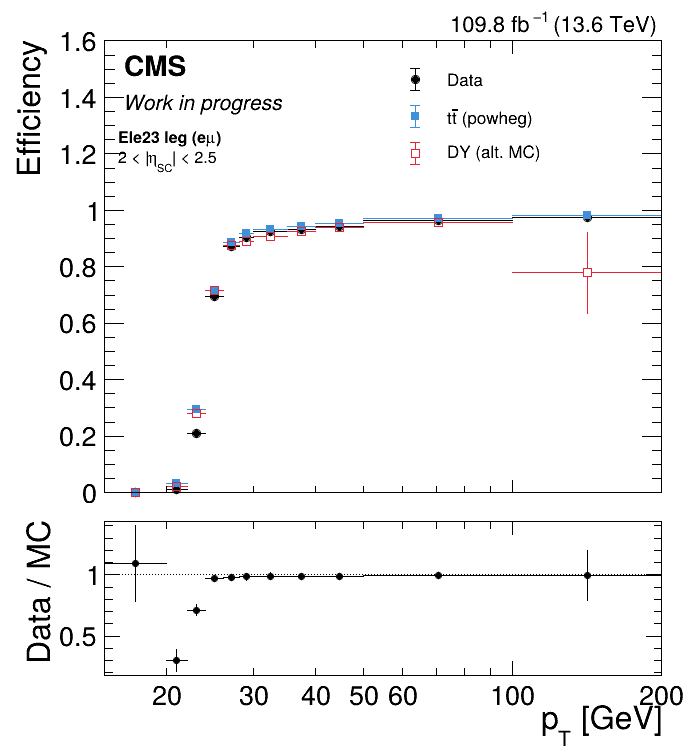 109.8 fb⁻¹ (13.6 TeV)
CMS
Work in progress
Ele23 leg (eμ)
2 < |η_SC| < 2.5
Data
tt̄ (powheg)
DY (alt. MC)
Efficiency
1.6
1.4
1.2
1
0.8
0.6
0.4
0.2
0
Data / MC
1
0.5
20 30 40 50 60 100 200
p_T [GeV]